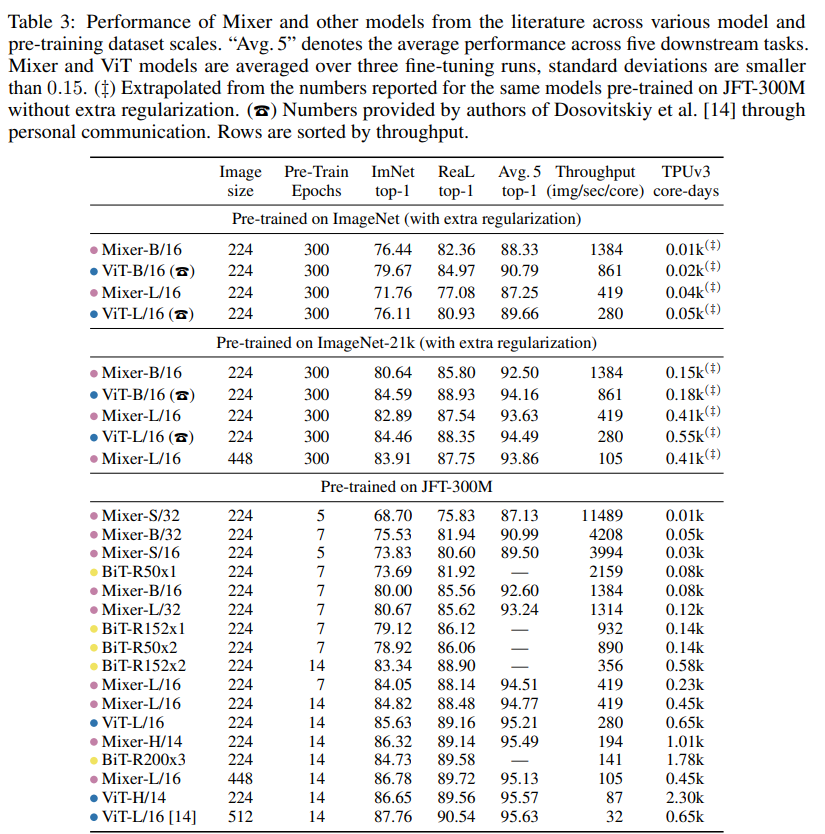 Table 3: Performance of Mixer and other models from the literature across various model and
pre-training dataset scales. “Avg. 5” denotes the average performance across five downstream tasks.
Mixer and ViT models are averaged over three fine-tuning runs, standard deviations are smaller
than 0.15. (‡) Extrapolated from the numbers reported for the same models pre-trained on JFT-300M
without extra regularization. (☎) Numbers provided by authors of Dosovitskiy et al. [14] through
personal communication. Rows are sorted by throughput.
Image Pre-Train ImNet ReaL Avg. 5 Throughput TPUv3
size Epochs top-1 top-1 top-1 (img/sec/core) core-days
Pre-trained on ImageNet (with extra regularization)
Mixer-B/16 224 300 76.44 82.36 88.33 1384 0.01k(‡)
ViT-B/16 (☎) 224 300 79.67 84.97 90.79 861 0.02k(‡)
Mixer-L/16 224 300 71.76 77.08 87.25 419 0.04k(‡)
ViT-L/16 (☎) 224 300 76.11 80.93 89.66 280 0.05k(‡)
Pre-trained on ImageNet-21k (with extra regularization)
Mixer-B/16 224 300 80.64 85.80 92.50 1384 0.15k(‡)
ViT-B/16 (☎) 224 300 84.59 88.93 94.16 861 0.18k(‡)
Mixer-L/16 224 300 82.89 87.54 93.63 419 0.41k(‡)
ViT-L/16 (☎) 224 300 84.46 88.35 94.49 280 0.55k(‡)
Mixer-L/16 448 300 83.91 87.75 93.86 105 0.41k(‡)
Pre-trained on JFT-300M
Mixer-S/32 224 5 68.70 75.83 87.13 11489 0.01k
Mixer-B/32 224 7 75.53 81.94 90.99 4208 0.05k
Mixer-S/16 224 5 73.83 80.60 89.50 3994 0.03k
BiT-R50x1 224 7 73.69 81.92 — 2159 0.08k
Mixer-B/16 224 7 80.00 85.56 92.60 1384 0.08k
Mixer-L/32 224 7 80.67 85.62 93.24 1314 0.12k
BiT-R152x1 224 7 79.12 86.12 — 932 0.14k
BiT-R50x2 224 7 78.92 86.06 — 890 0.14k
BiT-R152x2 224 14 83.34 88.90 — 356 0.58k
Mixer-L/16 224 7 84.05 88.14 94.51 419 0.23k
Mixer-L/16 224 14 84.82 88.48 94.77 419 0.45k
ViT-L/16 224 14 85.63 89.16 95.21 280 0.65k
Mixer-H/14 224 14 86.32 89.14 95.49 194 1.01k
BiT-R200x3 224 14 84.73 89.58 — 141 1.78k
Mixer-L/16 448 14 86.78 89.72 95.13 105 0.45k
ViT-H/14 224 14 86.65 89.56 95.57 87 2.30k
ViT-L/16 [14] 512 14 87.76 90.54 95.63 32 0.65k